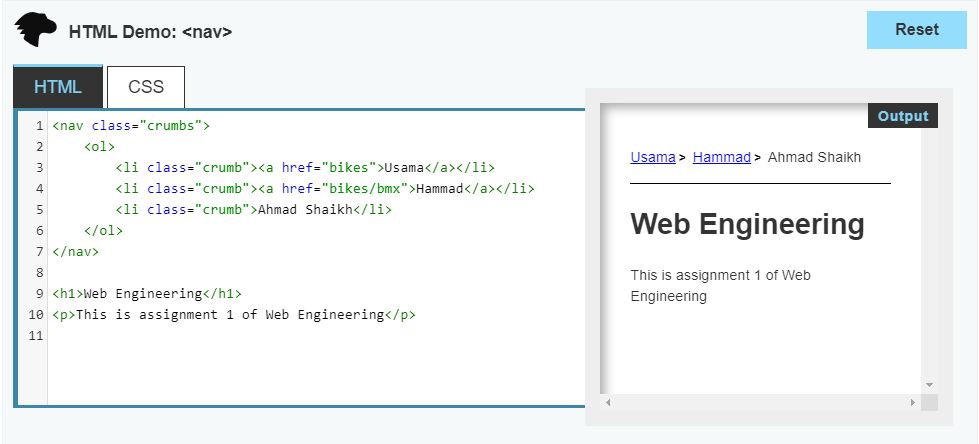 HTML Demo: <nav>
Reset
HTML
CSS
1 <nav class="crumbs">
2     <ol>
3         <li class="crumb"><a href="bikes">Usama</a></li>
4         <li class="crumb"><a href="bikes/bmx">Hammad</a></li>
5         <li class="crumb">Ahmad Shaikh</li>
6     </ol>
7 </nav>
8
9 <h1>Web Engineering</h1>
10 <p>This is assignment 1 of Web Engineering</p>
11
Output
Usama > Hammad > Ahmad Shaikh
Web Engineering
This is assignment 1 of Web
Engineering